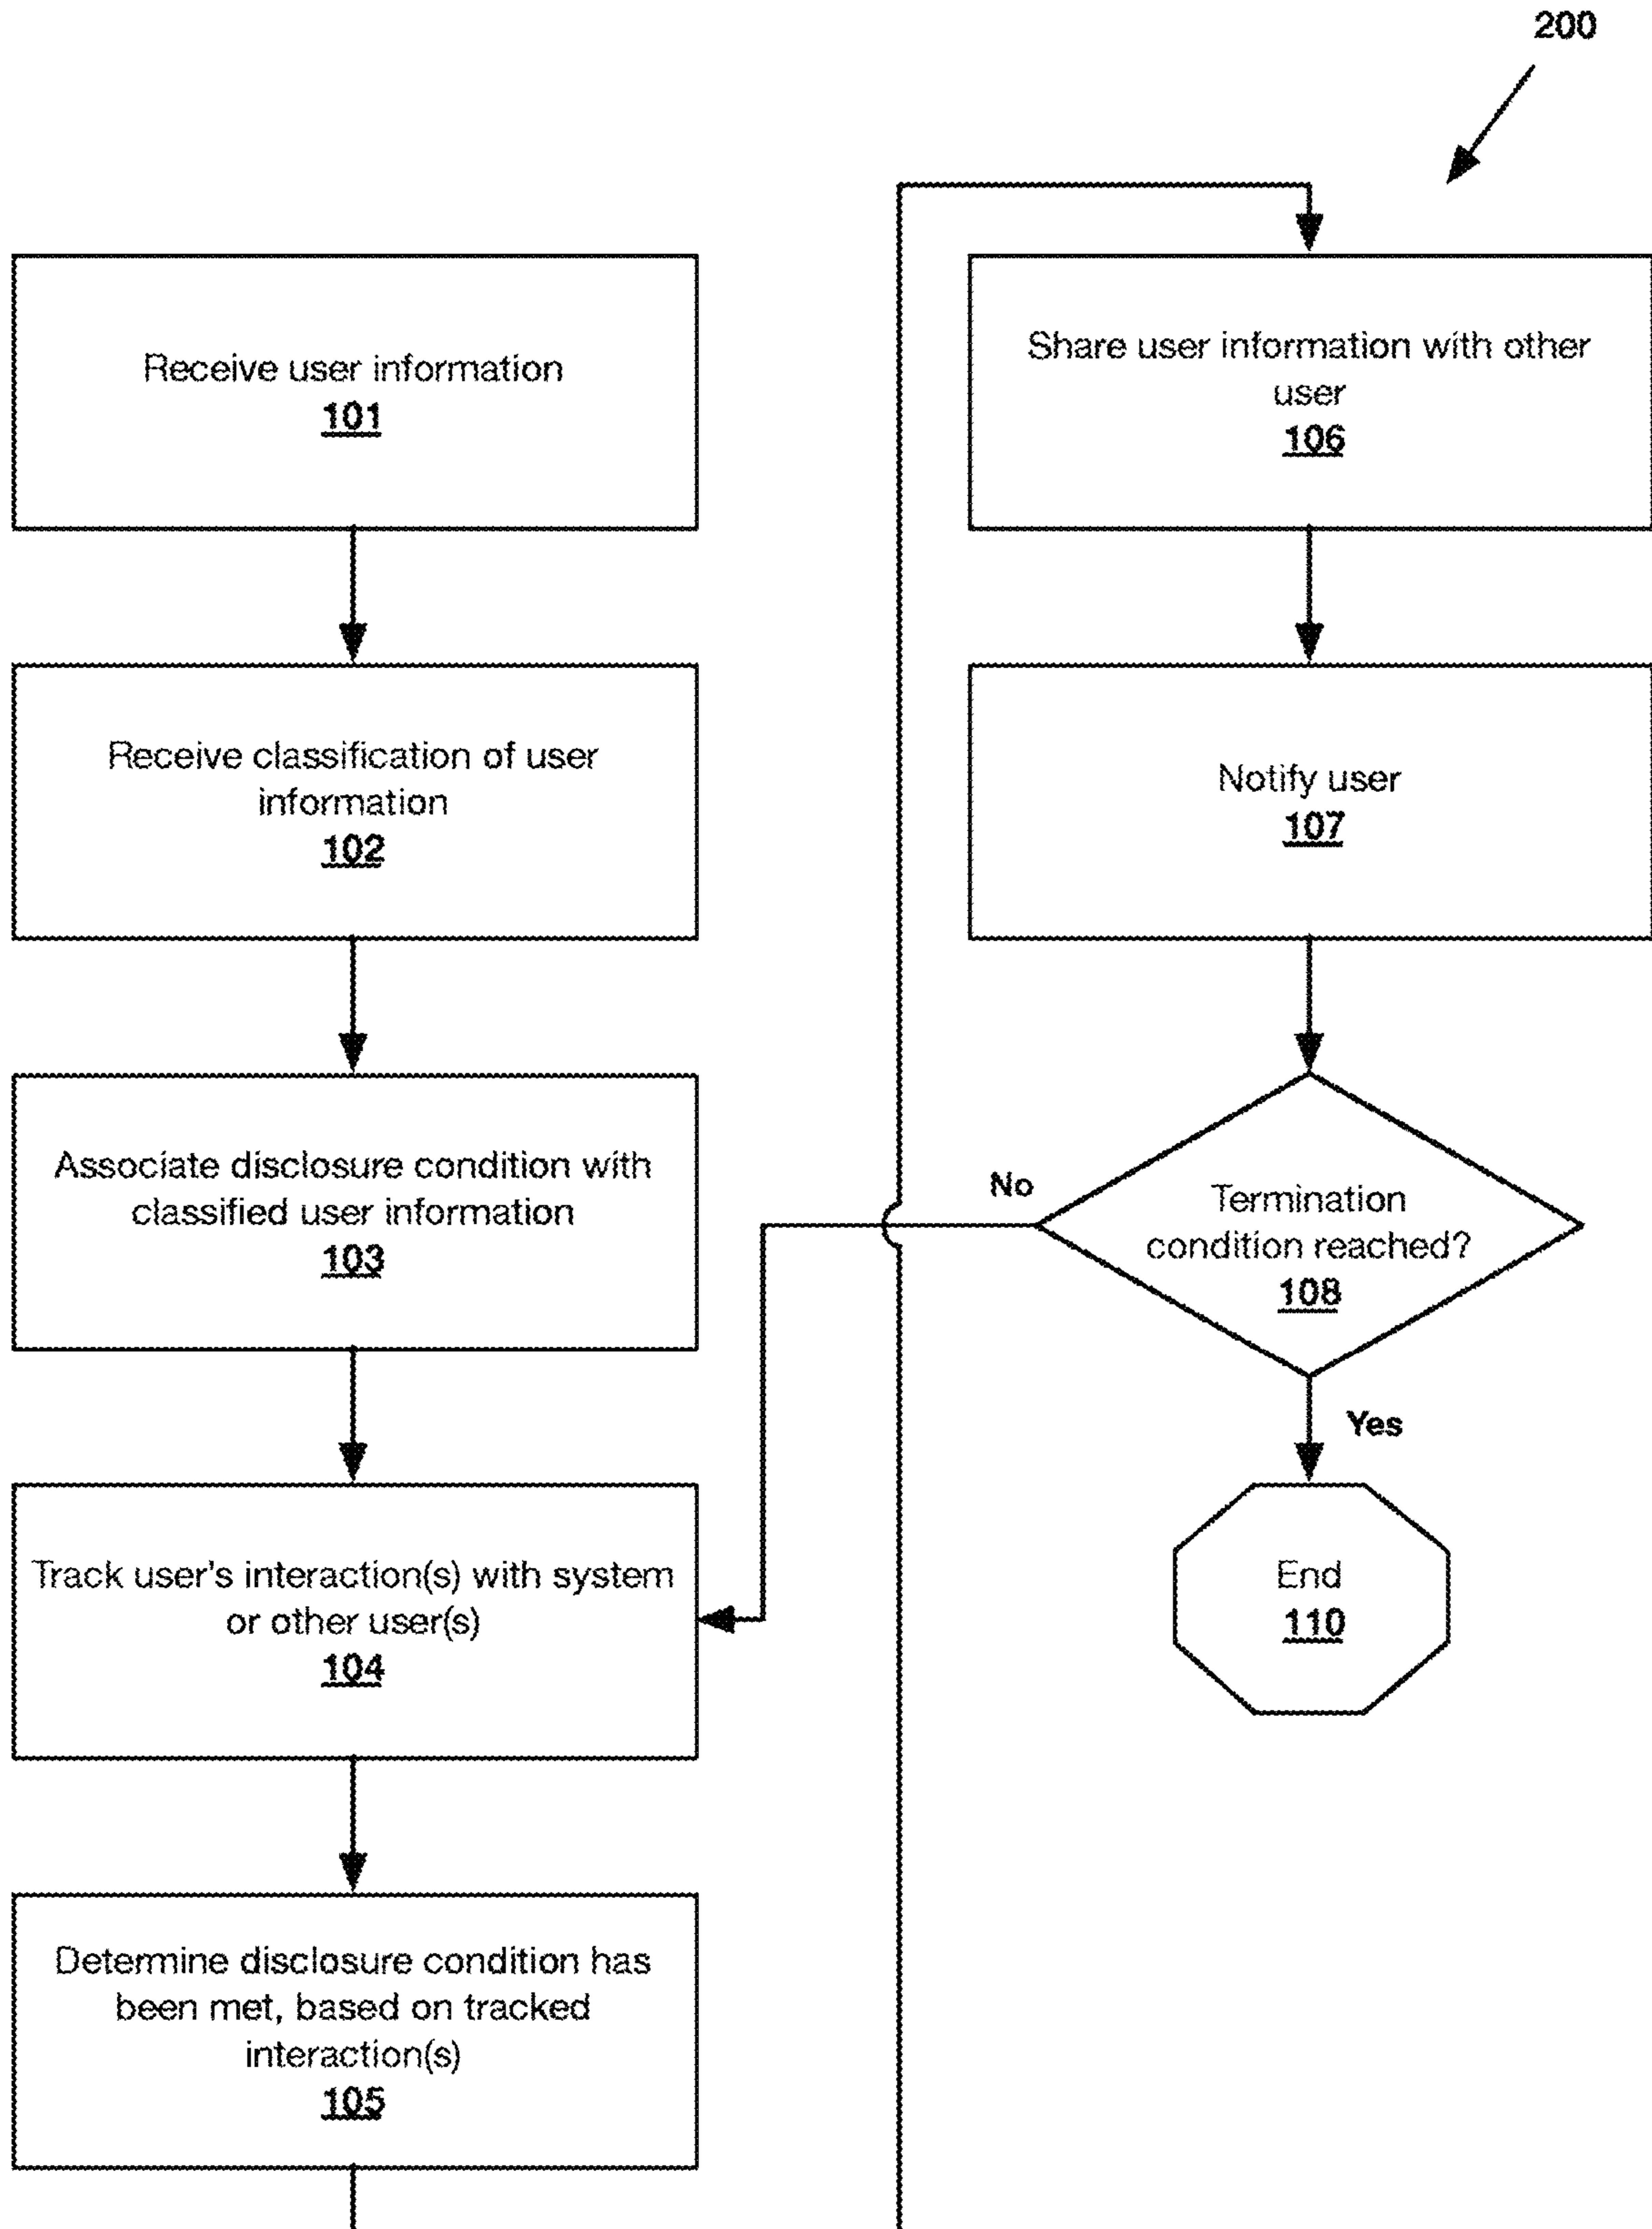 200
Receive user information
101
Receive classification of user
information
102
Associate disclosure condition with
classified user information
103
Track user's interaction(s) with system
or other user(s)
104
Determine disclosure condition has
been met, based on tracked
interaction(s)
105
Share user information with other
user
106
Notify user
107
No
Termination
condition reached?
108
Yes
End
110